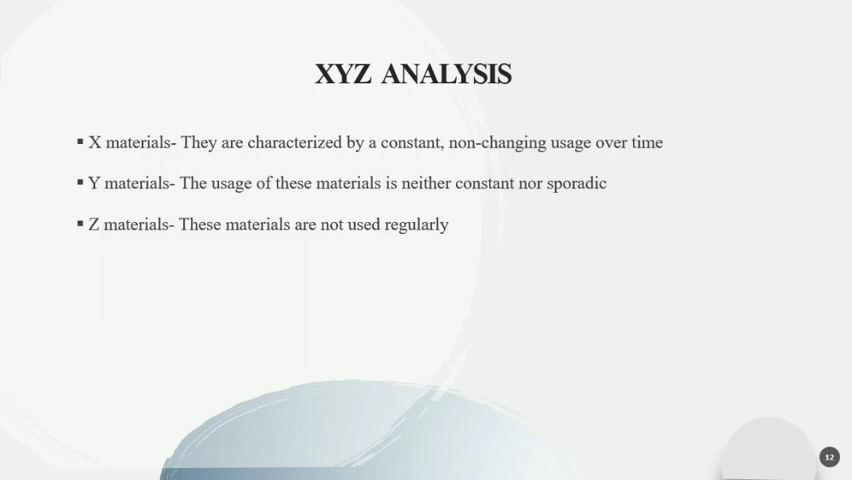 XYZ ANALYSIS
▪ X materials- They are characterized by a constant, non-changing usage over time
▪ Y materials- The usage of these materials is neither constant nor sporadic
▪ Z materials- These materials are not used regularly
12